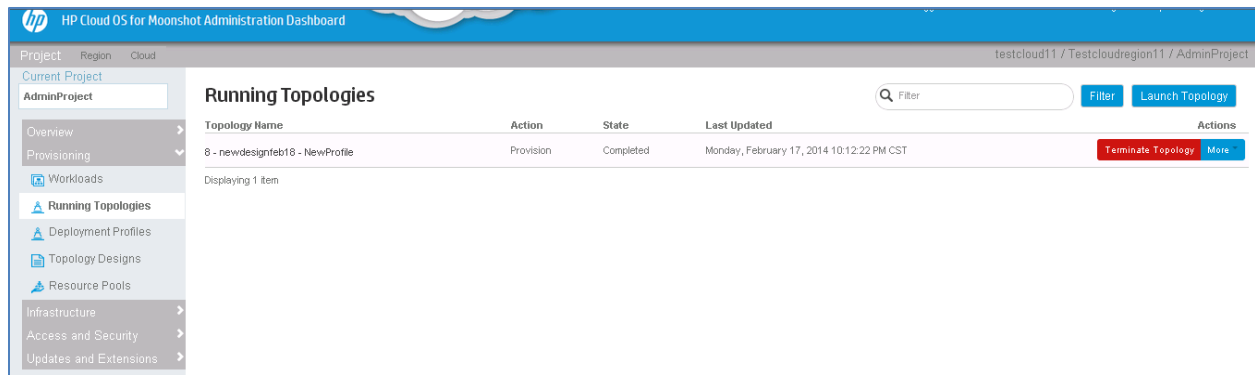 hp HP Cloud OS for Moonshot Administration Dashboard
Project Region Cloud testcloud11 / Testcloudregion11 / AdminProject
Current Project
AdminProject
Overview
Provisioning
Workloads
Running Topologies
Deployment Profiles
Topology Designs
Resource Pools
Infrastructure
Access and Security
Updates and Extensions
Running Topologies
Filter Filter Launch Topology
Topology Name Action State Last Updated Actions
8 - newdesignfeb18 - NewProfile Provision Completed Monday, February 17, 2014 10:12:22 PM CST Terminate Topology More
Displaying 1 item